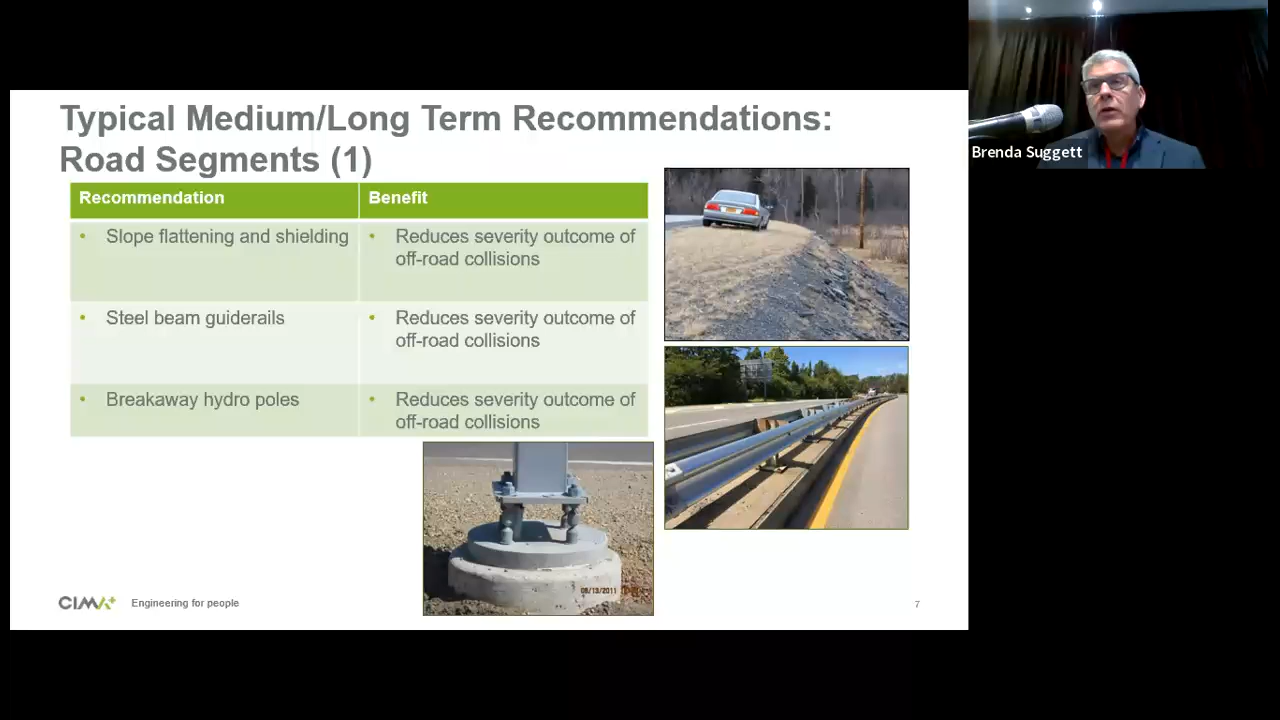 Typical Medium/Long Term Recommendations:
Road Segments (1)
Recommendation
Benefit
• Slope flattening and shielding
• Reduces severity outcome of
off-road collisions
• Steel beam guiderails
• Reduces severity outcome of
off-road collisions
• Breakaway hydro poles
• Reduces severity outcome of
off-road collisions
CIMA+
Engineering for people
7
Brenda Suggett